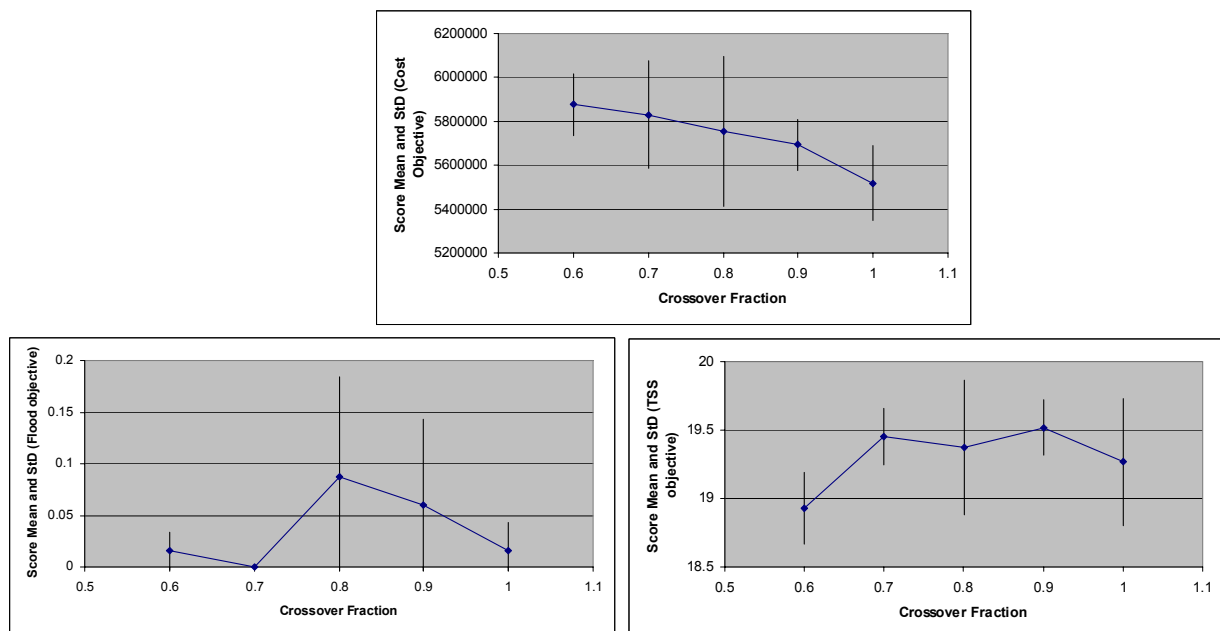 Score Mean and StD (Cost
Objective)
6200000
6000000
5800000
5600000
5400000
5200000
0.5 0.6 0.7 0.8 0.9 1 1.1
Crossover Fraction
Score Mean and StD (Flood objective)
0.2
0.15
0.1
0.05
0
0.5 0.6 0.7 0.8 0.9 1 1.1
Crossover Fraction
Score Mean and StD (TSS
objective)
20
19.5
19
18.5
0.5 0.6 0.7 0.8 0.9 1 1.1
Crossover Fraction